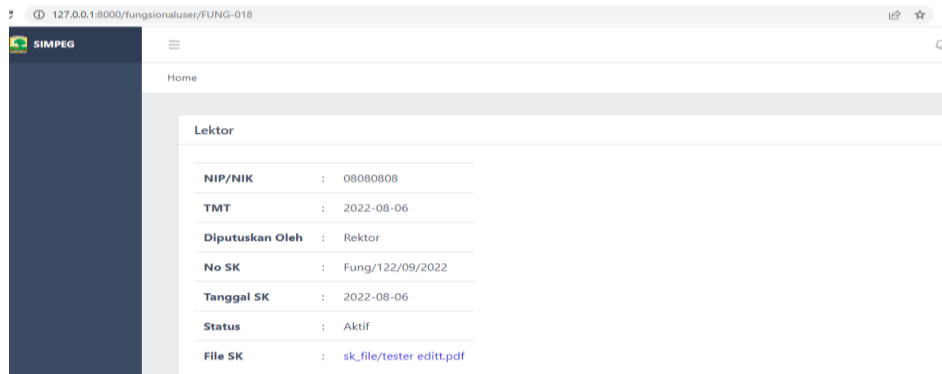 127.0.0.1:8000/fungsionaluser/FUNG-018
SIMPEG
Home
Lektor
NIP/NIK : 08080808
TMT : 2022-08-06
Diputuskan Oleh : Rektor
No SK : Fung/122/09/2022
Tanggal SK : 2022-08-06
Status : Aktif
File SK : sk_file/tester editt.pdf